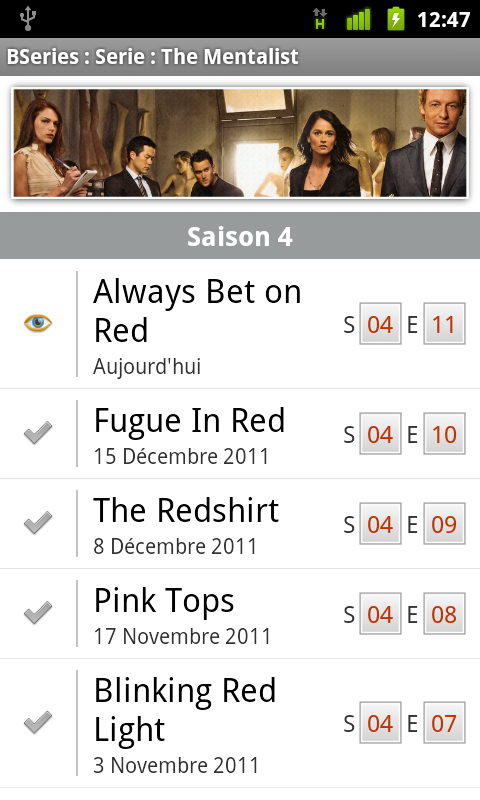 H 12:47
BSeries : Serie : The Mentalist
Saison 4
Always Bet on
Red
Aujourd'hui
S 04 E 11
Fugue In Red
15 Décembre 2011
S 04 E 10
The Redshirt
8 Décembre 2011
S 04 E 09
Pink Tops
17 Novembre 2011
S 04 E 08
Blinking Red
Light
3 Novembre 2011
S 04 E 07